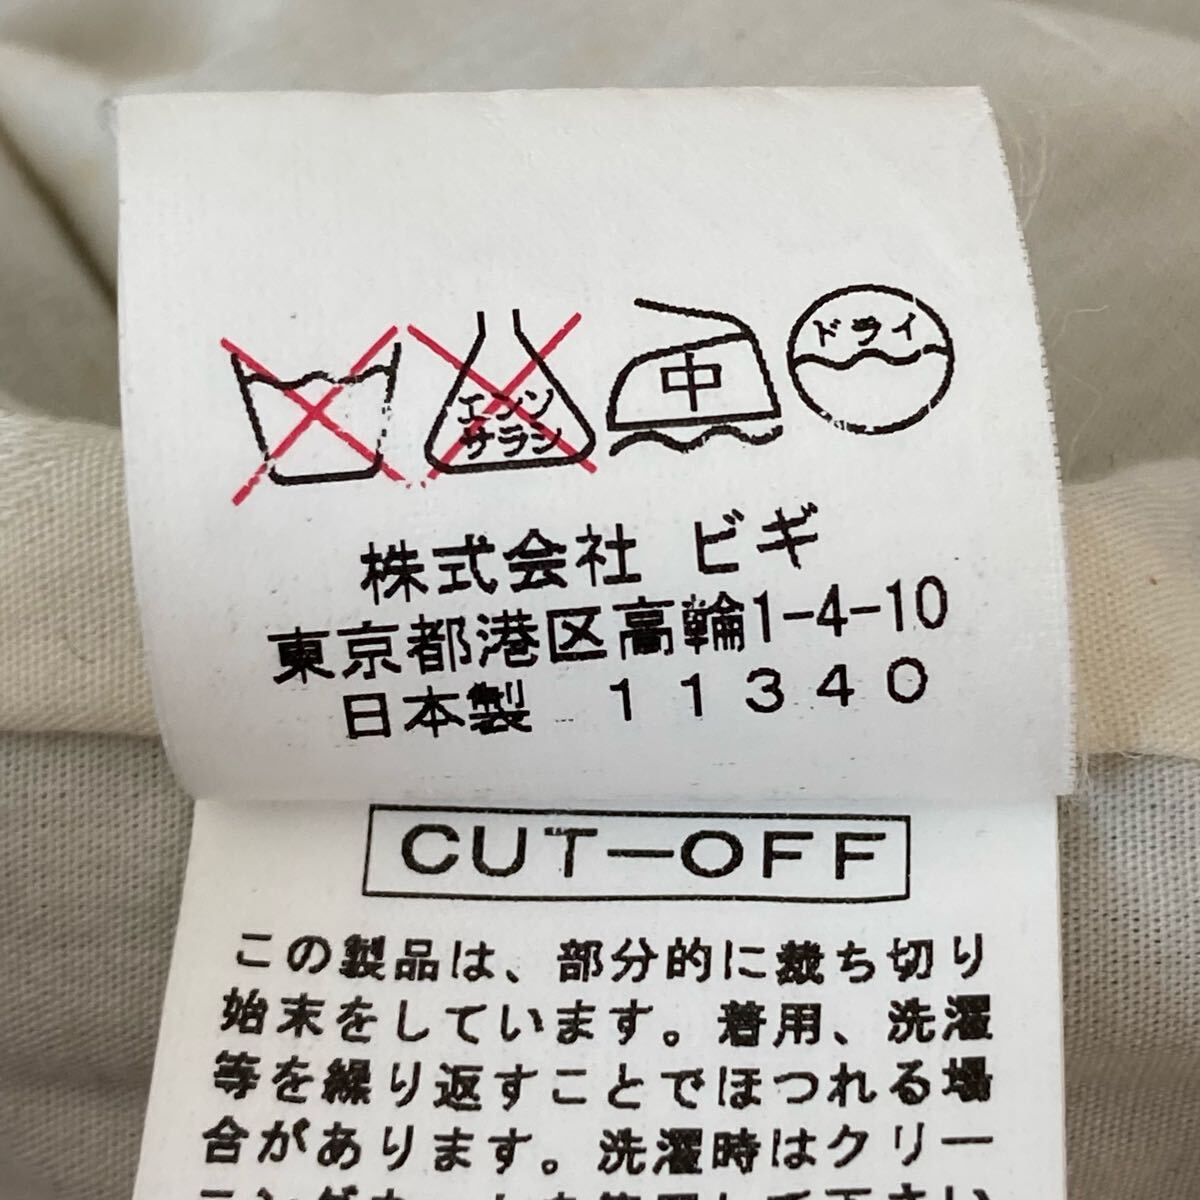 エンソ
サラシ
中
ドライ
株式会社 ビギ
東京都港区高輪1-4-10
日本製 11340
CUT-OFF
この製品は、部分的に裁ち切り
始末をしています。着用、洗濯
等を繰り返すことでほつれる場
合があります。洗濯時はクリー